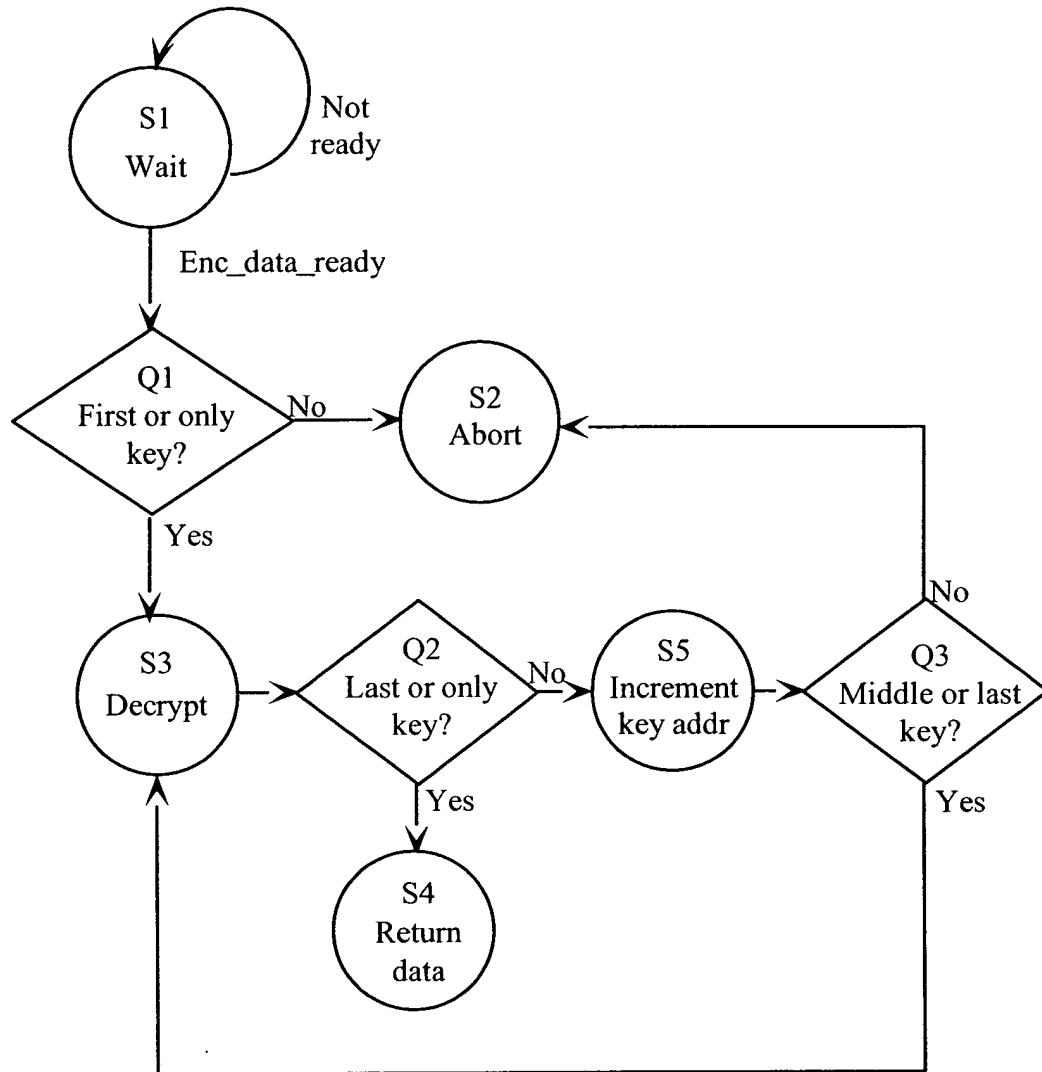 S1
Wait
Not
ready
Enc_data_ready
Q1
First or only
key?
No
S2
Abort
Yes
No
S3
Decrypt
Q2
Last or only
key?
No
S5
Increment
key addr
Q3
Middle or last
key?
Yes
Yes
S4
Return
data